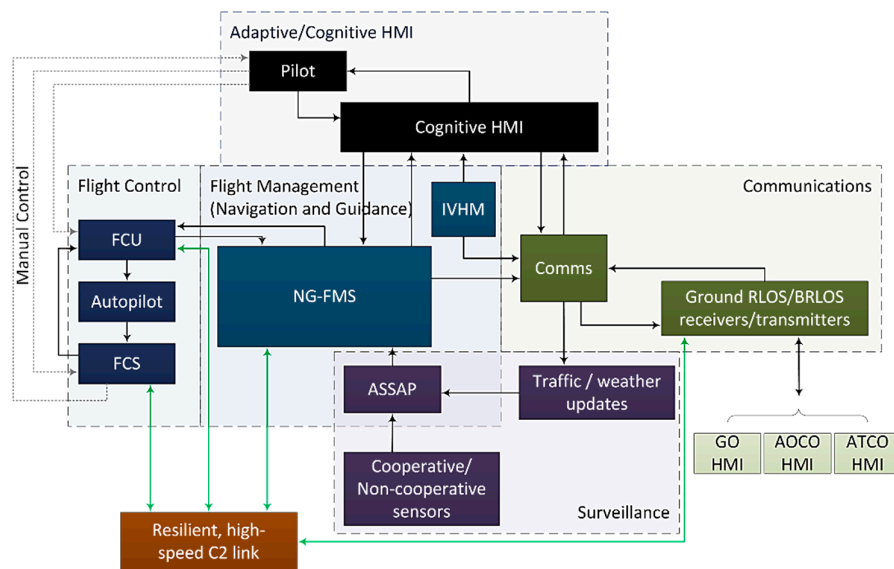 Adaptive/Cognitive HMI
Pilot
Cognitive HMI
Manual Control
Flight Control
FCU
Autopilot
FCS
Flight Management
(Navigation and Guidance)
NG-FMS
IVHM
Communications
Comms
Ground RLOS/BRLOS
receivers/transmitters
ASSAP
Traffic / weather
updates
Cooperative/
Non-cooperative
sensors
Surveillance
GO
HMI
AOCO
HMI
ATCO
HMI
Resilient, high-
speed C2 link